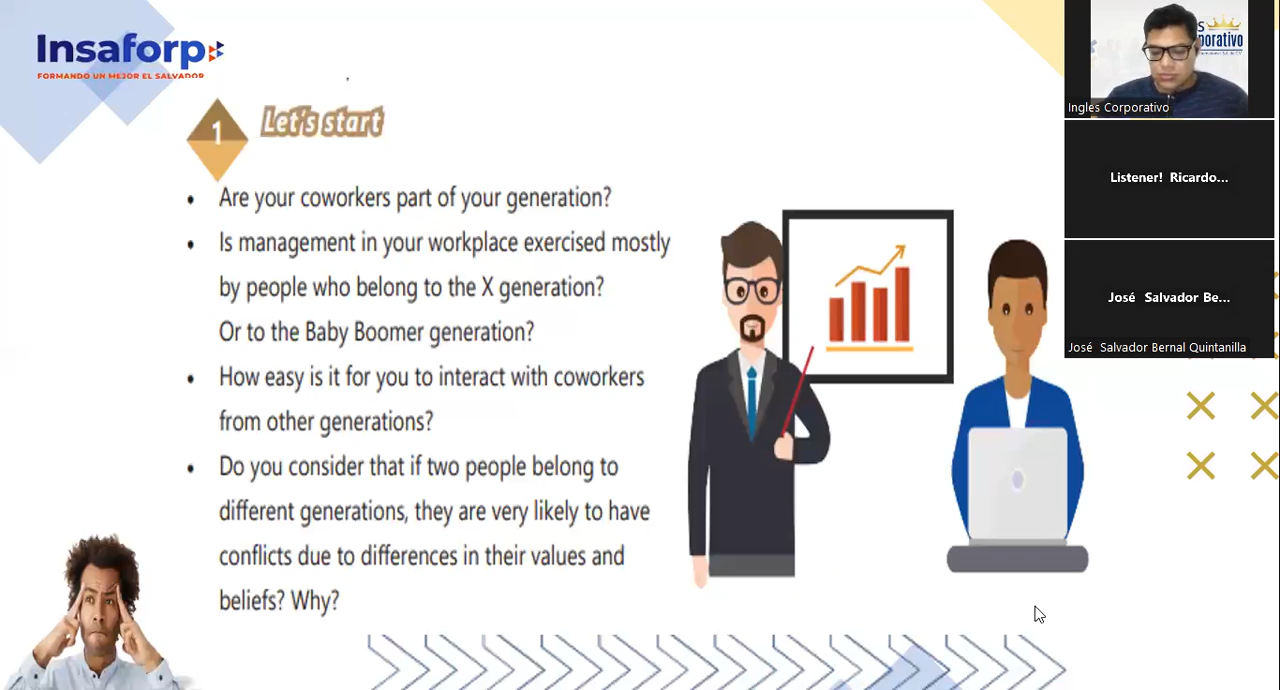 Insaforp
FORMANDO UN MEJOR EL SALVADOR
1
Let's start
• Are your coworkers part of your generation?
• Is management in your workplace exercised mostly
by people who belong to the X generation?
Or to the Baby Boomer generation?
• How easy is it for you to interact with coworkers
from other generations?
• Do you consider that if two people belong to
different generations, they are very likely to have
conflicts due to differences in their values and
beliefs? Why?
Ingles Corporativo
Listener! Ricardo...
José Salvador Be...
José Salvador Bernal Quintanilla